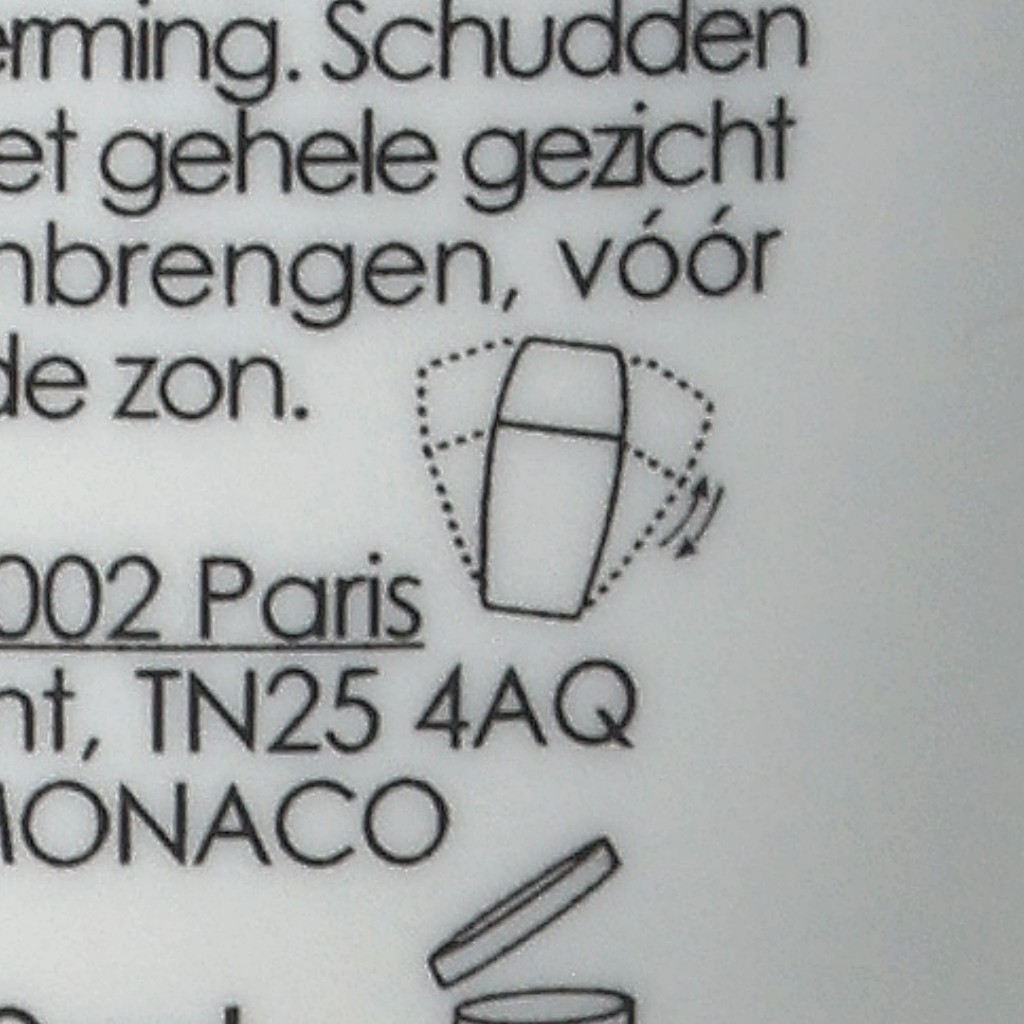 erming. Schudden
et gehele gezicht
nbrengen, vóór
de zon.
002 Paris
nt, TN25 4AQ
MONACO